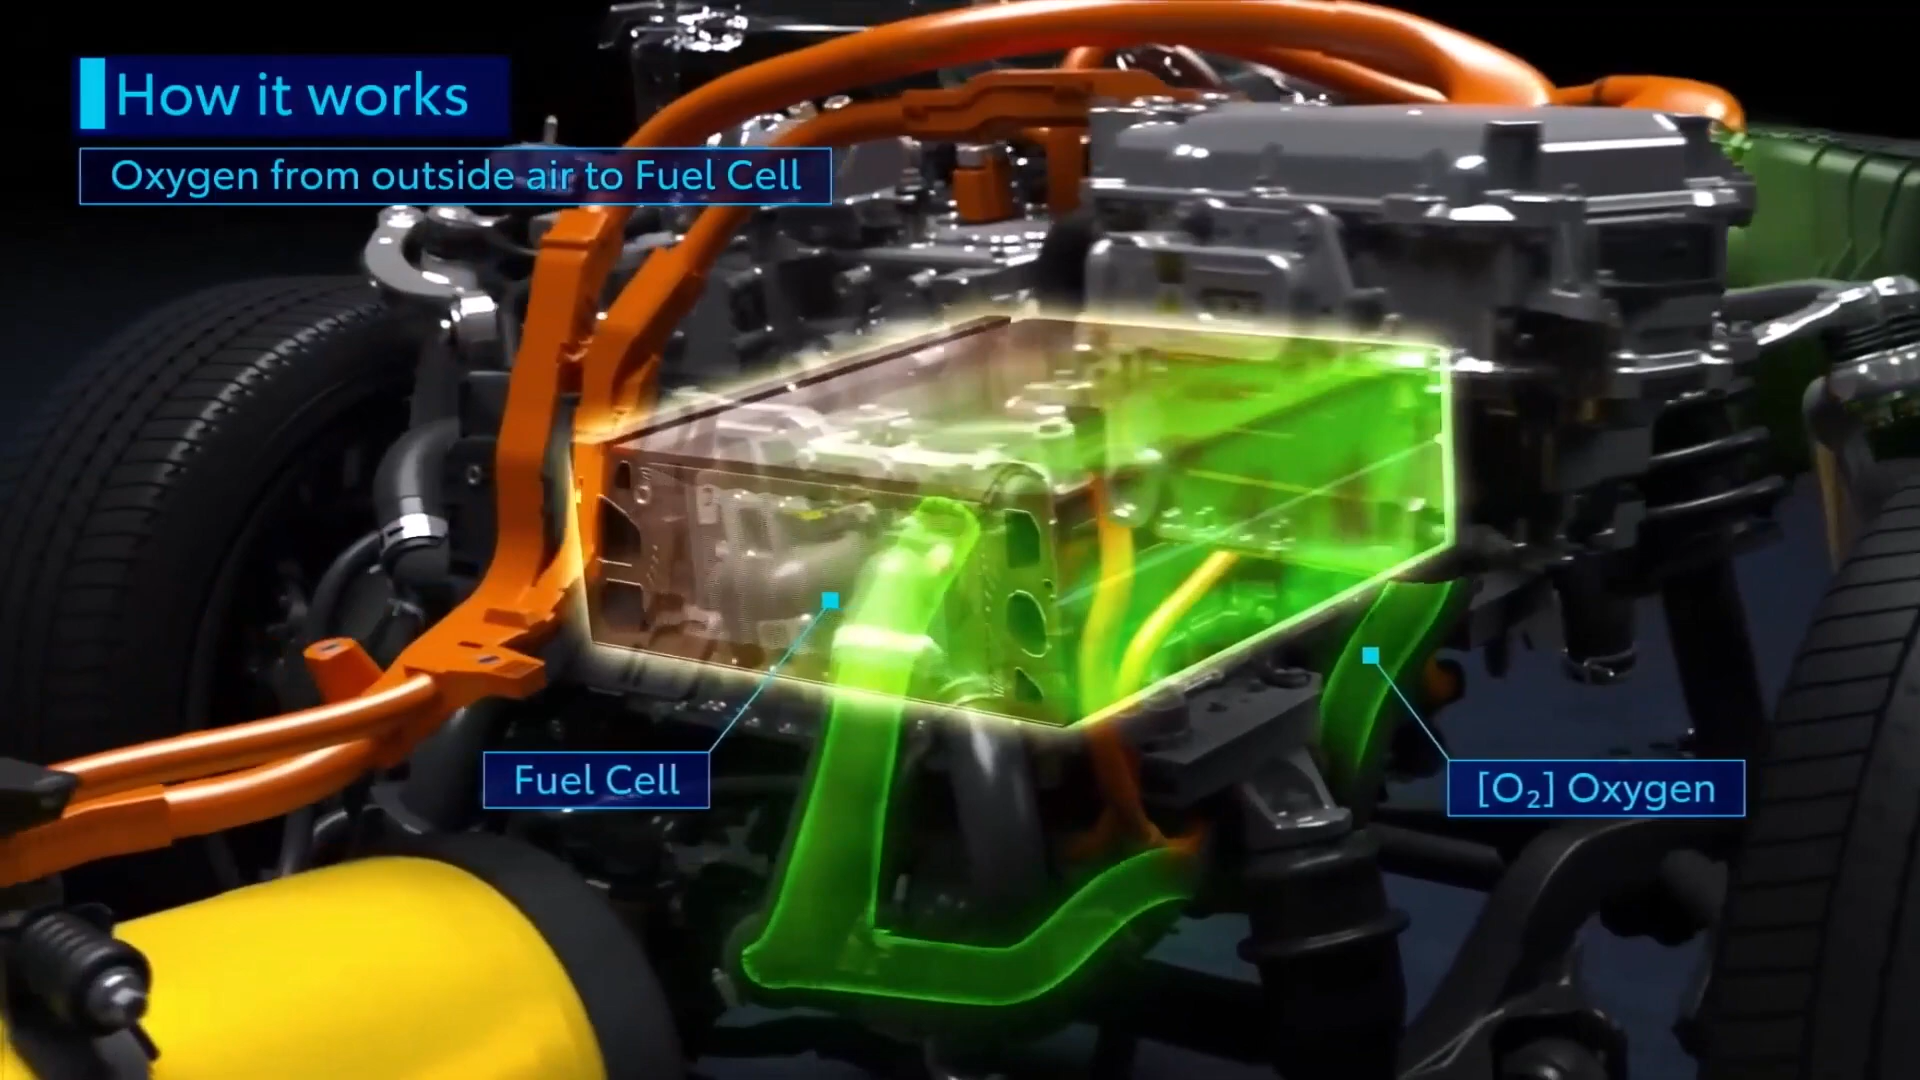 How it works
Oxygen from outside air to Fuel Cell
Fuel Cell
[O₂] Oxygen